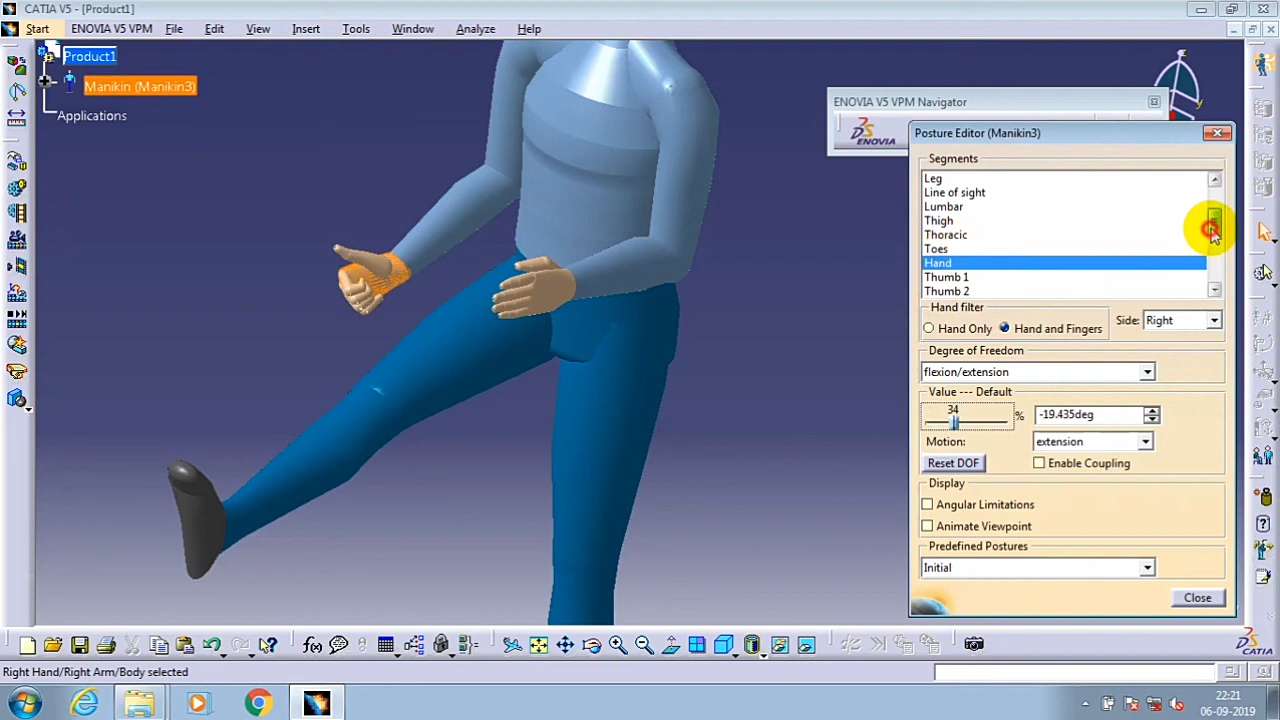 CATIA V5 - [Product1]
Start ENOVIA V5 VPM File Edit View Insert Tools Window Analyze Help
Product1
Manikin (Manikin3)
Applications
z
y
ENOVIA V5 VPM Navigator
ENOVIA
Posture Editor (Manikin3)
Segments
Leg
Line of sight
Lumbar
Thigh
Thoracic
Toes
Hand
Thumb 1
Thumb 2
Hand filter
Hand Only Hand and Fingers Side: Right
Degree of Freedom
flexion/extension
Value --- Default
34 % -19.435deg
Motion: extension
Reset DOF Enable Coupling
Display
Angular Limitations
Animate Viewpoint
Predefined Postures
Initial
Close
f(x)
CATIA
Right Hand/Right Arm/Body selected
22:21
06-09-2019